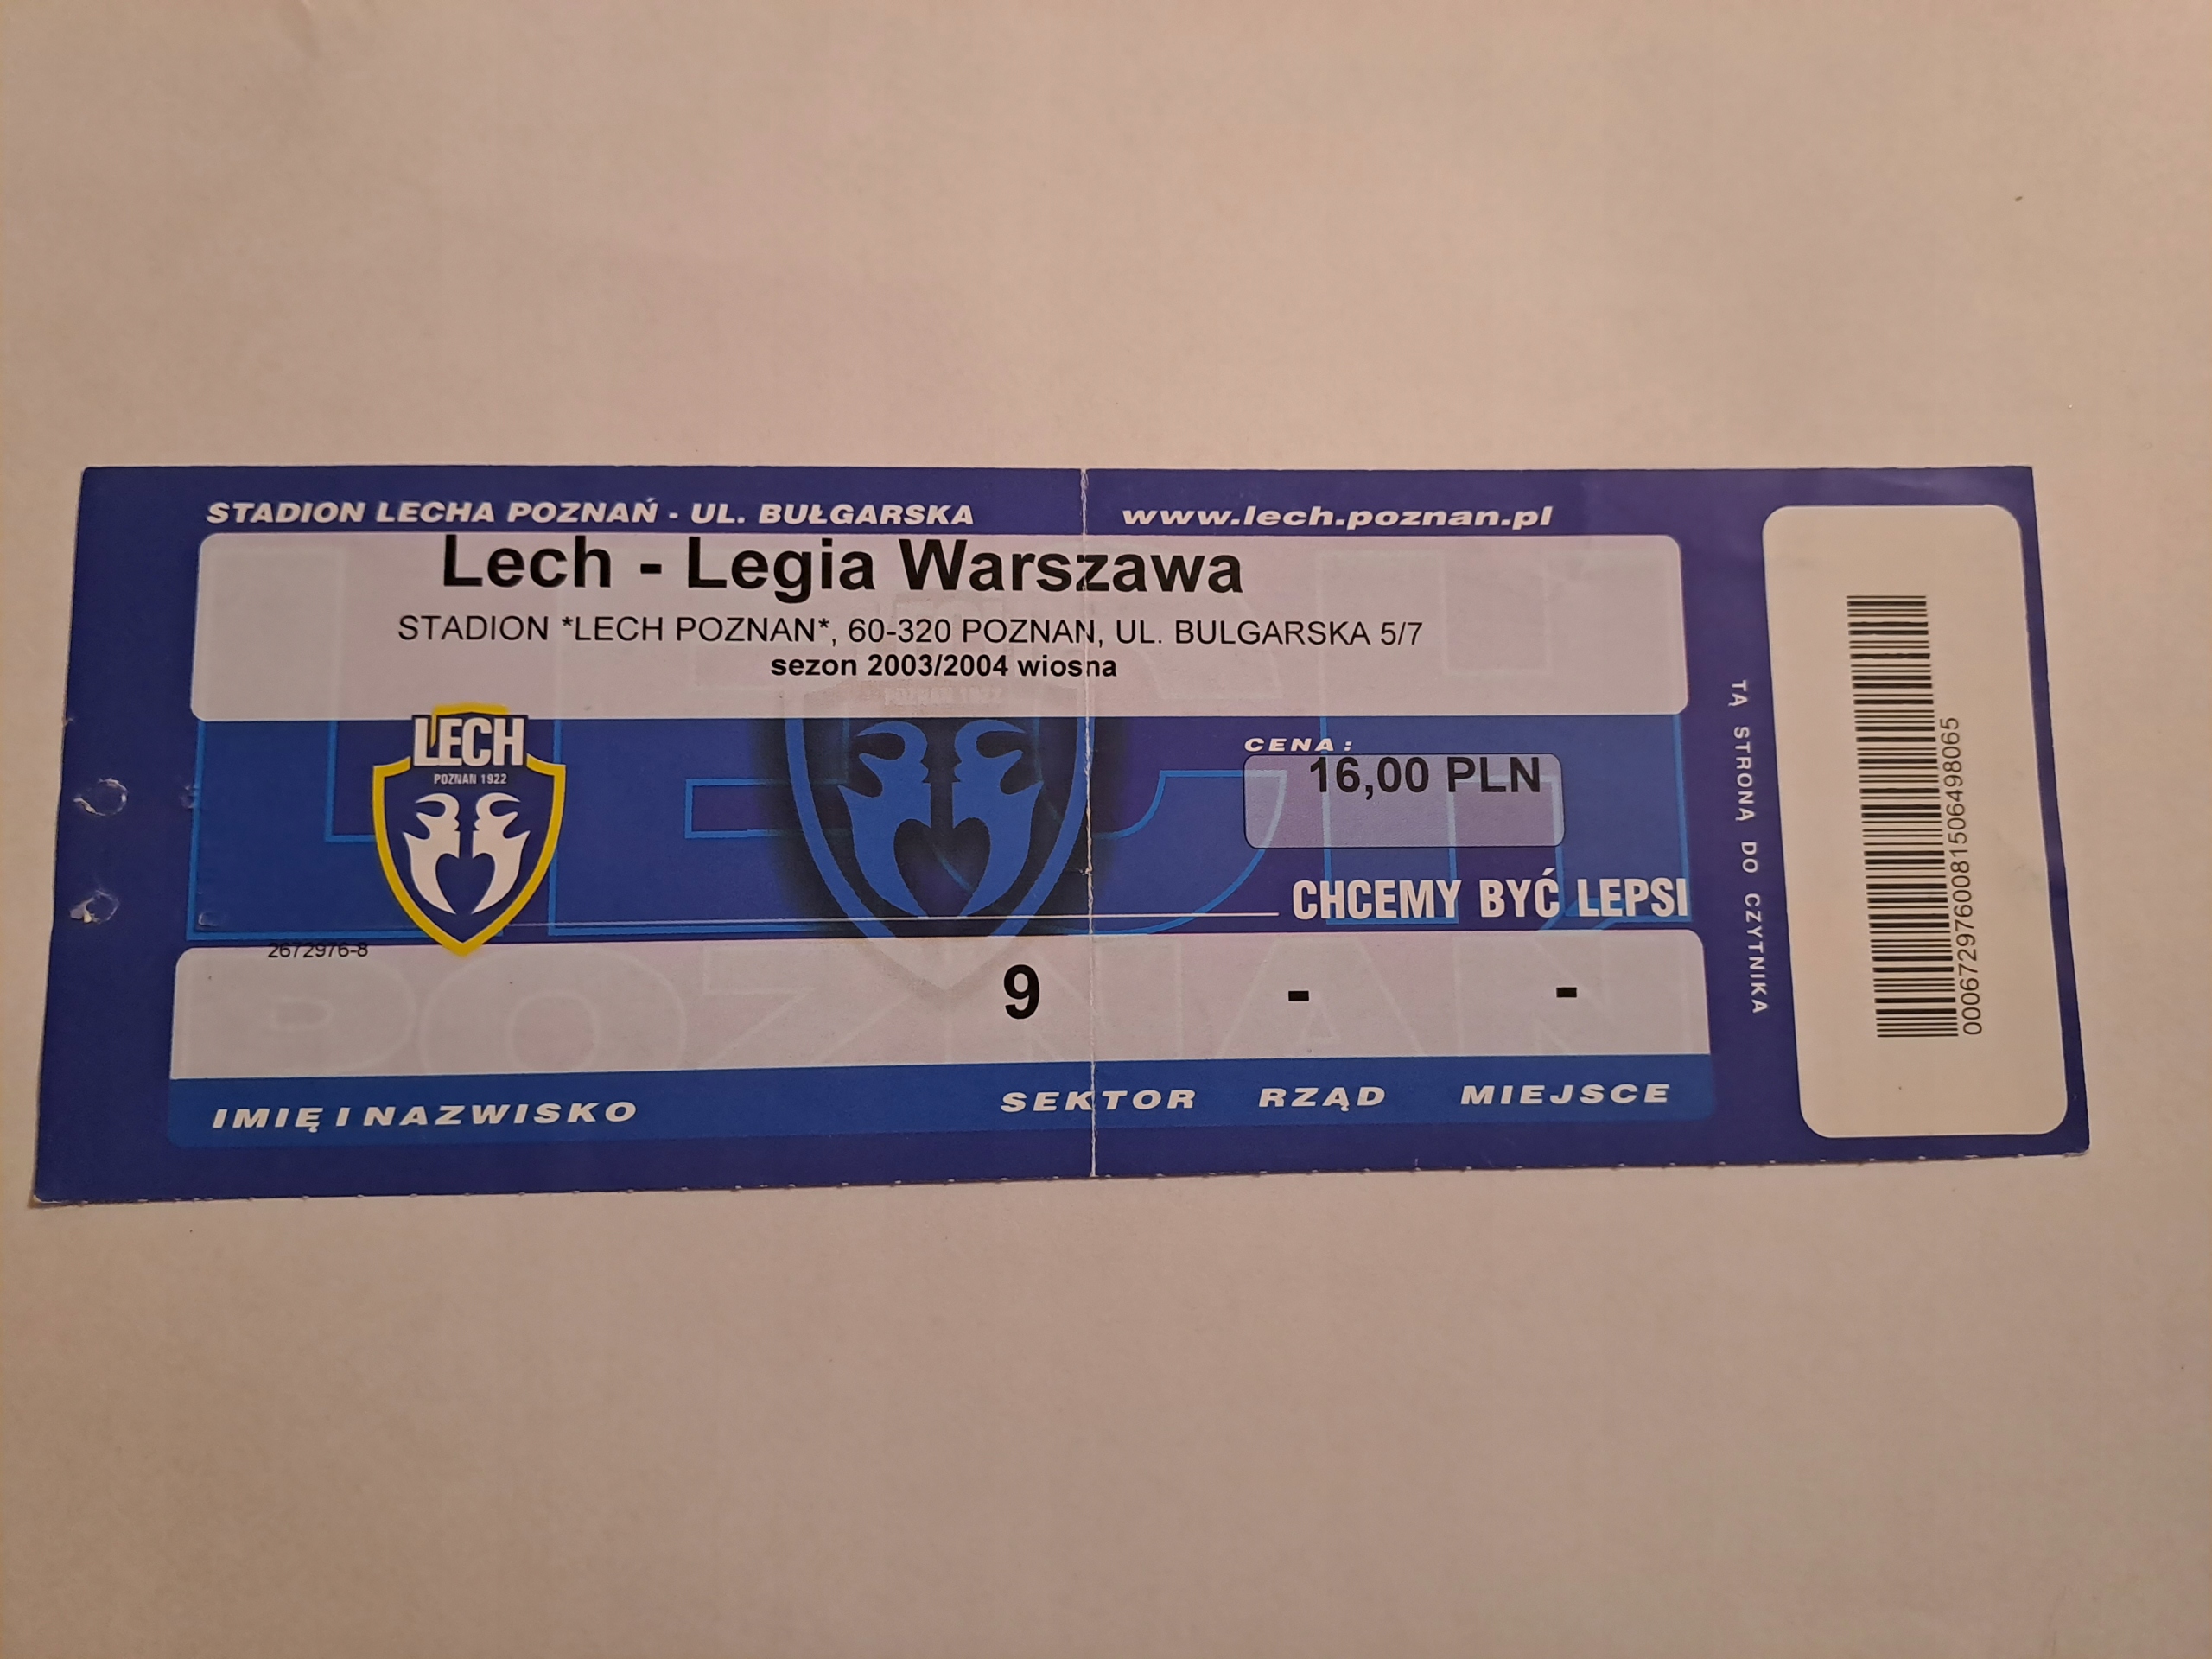 STADION LECHA POZNAŃ - UL. BUŁGARSKA
www.lech.poznan.pl
Lech - Legia Warszawa
STADION *LECH POZNAN*, 60-320 POZNAN, UL. BULGARSKA 5/7
sezon 2003/2004 wiosna
LECH
POZNAŃ 1922
CENA:
16,00 PLN
CHCEMY BYĆ LEPSI
2672976-8
9 - -
IMIĘ I NAZWISKO SEKTOR RZĄD MIEJSCE
TĄ STRONĄ DO CZYTNIKA
00067297600815064980​65